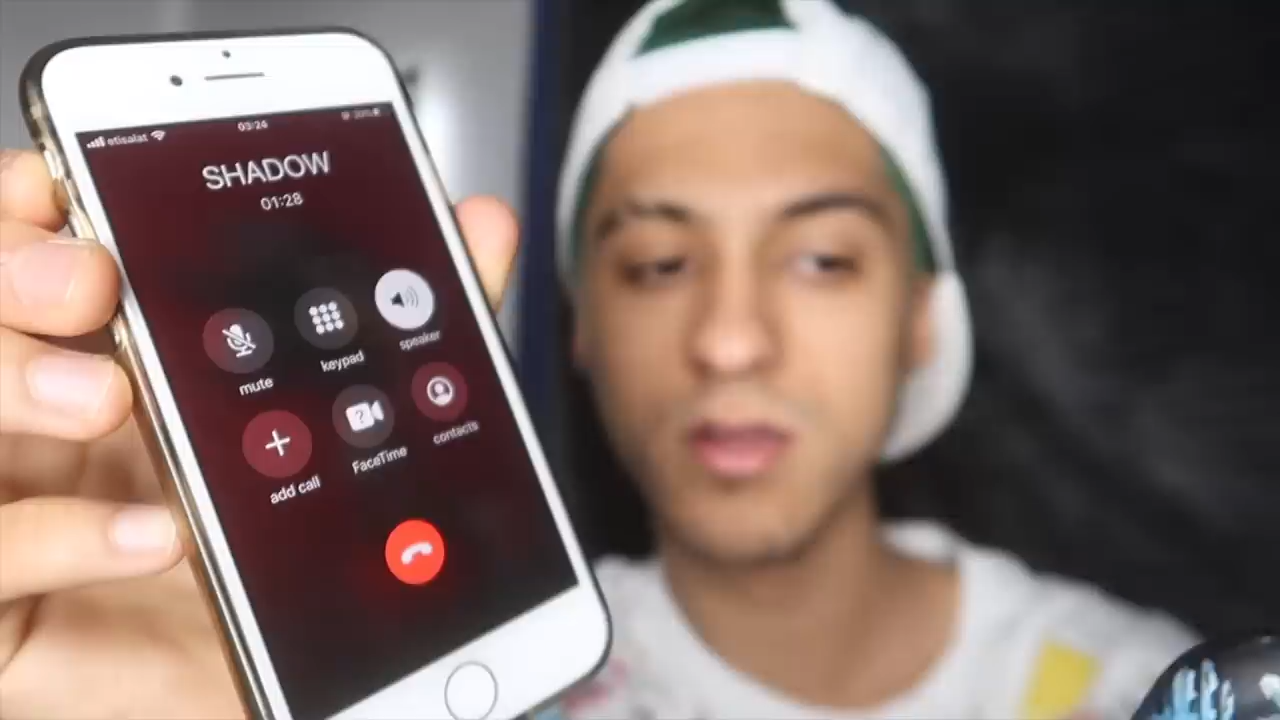 etisalat 03:24
SHADOW
01:28
mute keypad speaker
add call FaceTime contacts